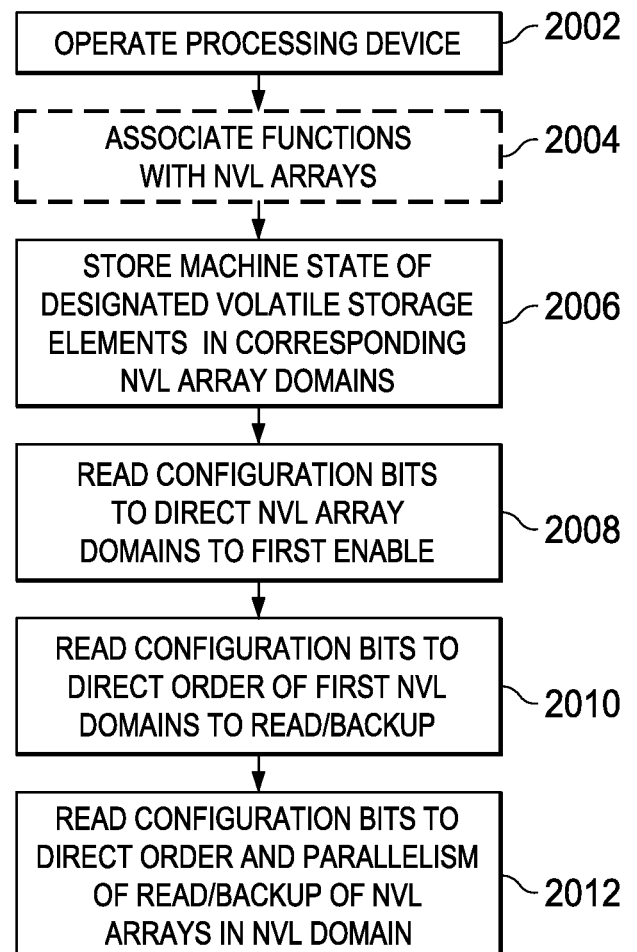 OPERATE PROCESSING DEVICE
2002
ASSOCIATE FUNCTIONS
WITH NVL ARRAYS
2004
STORE MACHINE STATE OF
DESIGNATED VOLATILE STORAGE
ELEMENTS IN CORRESPONDING
NVL ARRAY DOMAINS
2006
READ CONFIGURATION BITS
TO DIRECT NVL ARRAY
DOMAINS TO FIRST ENABLE
2008
READ CONFIGURATION BITS TO
DIRECT ORDER OF FIRST NVL
DOMAINS TO READ/BACKUP
2010
READ CONFIGURATION BITS TO
DIRECT ORDER AND PARALLELISM
OF READ/BACKUP OF NVL
ARRAYS IN NVL DOMAIN
2012